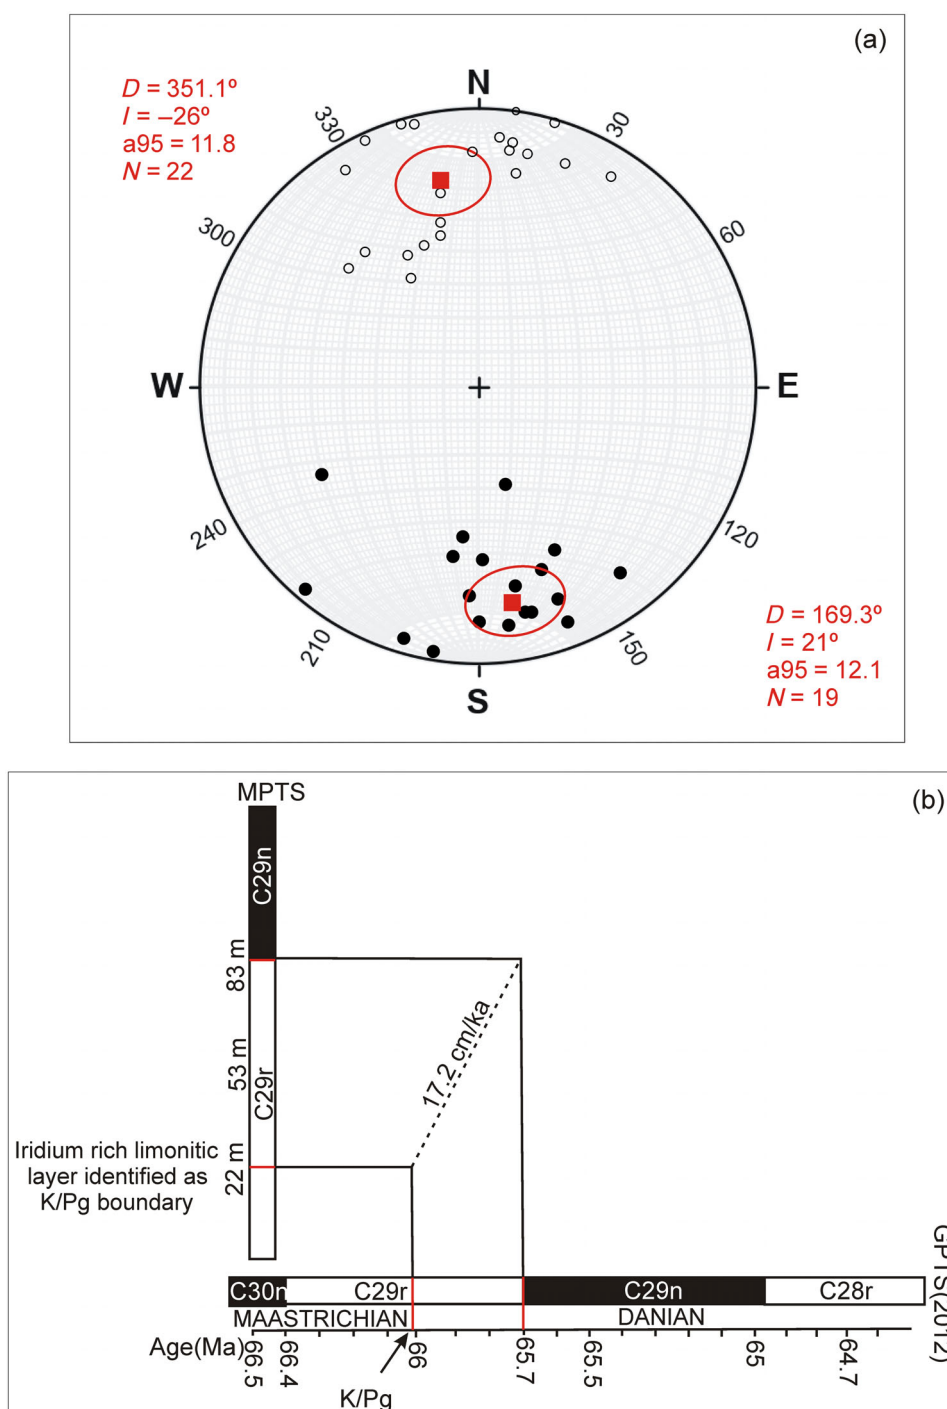 (a)
N
D = 351.1º
I = –26º
a95 = 11.8
N = 22
330
30
300
60
W
E
240
120
210
150
S
D = 169.3º
I = 21º
a95 = 12.1
N = 19
(b)
MPTS
C29n
83 m
53 m
C29r
22 m
17.2 cm/ka
Iridium rich limonitic
layer identified as
K/Pg boundary
C30n
C29r
C29n
C28r
GPTS(2012)
MAASTRICHIAN
DANIAN
Age(Ma)
66.5
66.4
66
65.7
65.5
65
64.7
K/Pg